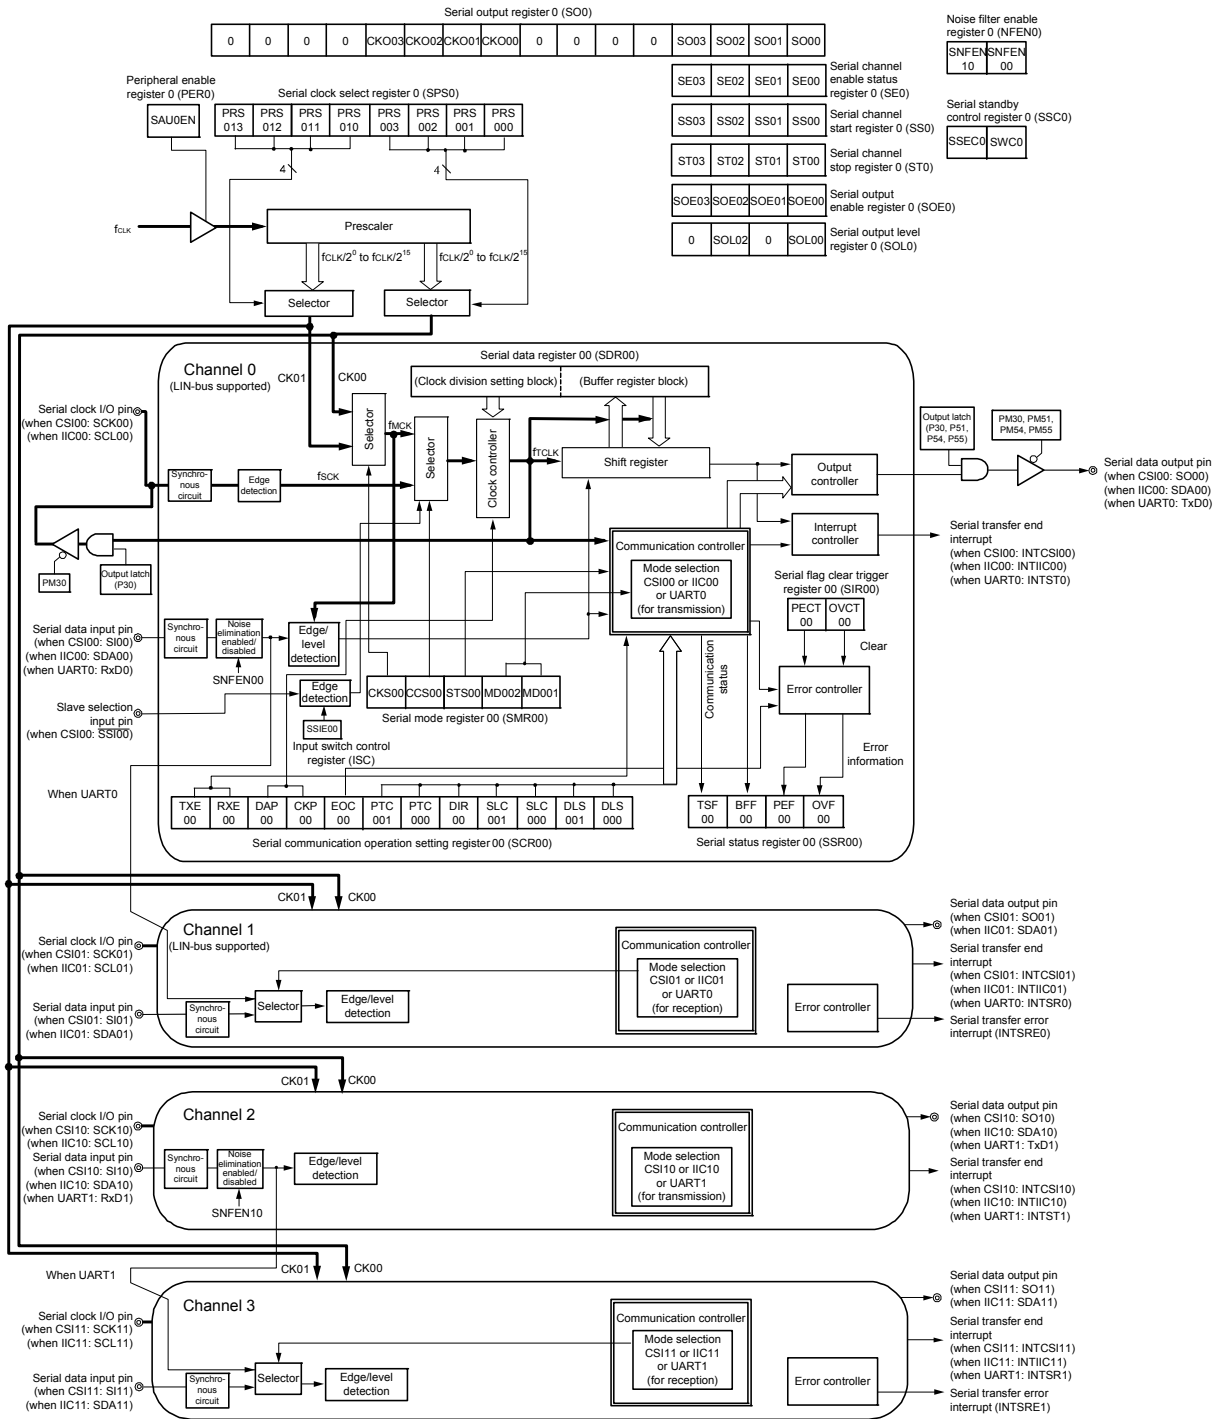 Serial output register 0 (SO0)
0 0 0 0 CKO03 CKO02 CKO01 CKO00 0 0 0 0 SO03 SO02 SO01 SO00
Noise filter enable
register 0 (NFEN0)
SNFEN 10 SNFEN 00
Peripheral enable
register 0 (PER0)
SAU0EN
Serial clock select register 0 (SPS0)
PRS 013 PRS 012 PRS 011 PRS 010 PRS 003 PRS 002 PRS 001 PRS 000
4
4
SE03 SE02 SE01 SE00
Serial channel
enable status
register 0 (SE0)
SS03 SS02 SS01 SS00
Serial channel
start register 0 (SS0)
ST03 ST02 ST01 ST00
Serial channel
stop register 0 (ST0)
SOE03 SOE02 SOE01 SOE00
Serial output
enable register 0 (SOE0)
0 SOL02 0 SOL00
Serial output level
register 0 (SOL0)
Serial standby
control register 0 (SSC0)
SSEC0 SWC0
fCLK
Prescaler
fCLK/2⁰ to fCLK/2¹⁵
fCLK/2⁰ to fCLK/2¹⁵
Selector
Selector
Channel 0
(LIN-bus supported)
CK01
CK00
Serial data register 00 (SDR00)
(Clock division setting block)
(Buffer register block)
Serial clock I/O pin
(when CSI00: SCK00)
(when IIC00: SCL00)
Selector
fMCK
Selector
Clock controller
fTCLK
Shift register
Synchro-
nous
circuit
Edge
detection
fSCK
Output
controller
Output latch
(P30, P51,
P54, P55)
PM30, PM51,
PM54, PM55
Serial data output pin
(when CSI00: SO00)
(when IIC00: SDA00)
(when UART0: TxD0)
Interrupt
controller
Serial transfer end
interrupt
(when CSI00: INTCSI00)
(when IIC00: INTIIC00)
(when UART0: INTST0)
PM30
Output latch
(P30)
Communication controller
Mode selection
CSI00 or IIC00
or UART0
(for transmission)
Serial flag clear trigger
register 00 (SIR00)
PECT 00 OVCT 00
Clear
Error controller
Serial data input pin
(when CSI00: SI00)
(when IIC00: SDA00)
(when UART0: RxD0)
Synchro-
nous
circuit
Noise
elimination
enabled/
disabled
SNFEN00
Edge/
level
detection
Slave selection
input pin
(when CSI00: SSI00)
Edge
detection
SSIE00
Input switch control
register (ISC)
CKS00 CCS00 STS00 MD002 MD001
Serial mode register 00 (SMR00)
Communication
status
Error
information
When UART0
TXE 00 RXE 00 DAP 00 CKP 00 EOC 00 PTC 001 PTC 000 DIR 00 SLC 001 SLC 000 DLS 001 DLS 000
Serial communication operation setting register 00 (SCR00)
TSF 00 BFF 00 PEF 00 OVF 00
Serial status register 00 (SSR00)
CK01
CK00
Channel 1
(LIN-bus supported)
Serial clock I/O pin
(when CSI01: SCK01)
(when IIC01: SCL01)
Serial data input pin
(when CSI01: SI01)
(when IIC01: SDA01)
Synchro-
nous
circuit
Selector
Edge/level
detection
Communication controller
Mode selection
CSI01 or IIC01
or UART0
(for reception)
Error controller
Serial data output pin
(when CSI01: SO01)
(when IIC01: SDA01)
Serial transfer end
interrupt
(when CSI01: INTCSI01)
(when IIC01: INTIIC01)
(when UART0: INTSR0)
Serial transfer error
interrupt (INTSRE0)
CK01
CK00
Channel 2
Serial clock I/O pin
(when CSI10: SCK10)
(when IIC10: SCL10)
Serial data input pin
(when CSI10: SI10)
(when IIC10: SDA10)
(when UART1: RxD1)
Synchro-
nous
circuit
Noise
elimination
enabled/
disabled
SNFEN10
Edge/level
detection
Communication controller
Mode selection
CSI10 or IIC10
or UART1
(for transmission)
Serial data output pin
(when CSI10: SO10)
(when IIC10: SDA10)
(when UART1: TxD1)
Serial transfer end
interrupt
(when CSI10: INTCSI10)
(when IIC10: INTIIC10)
(when UART1: INTST1)
When UART1
CK01
CK00
Channel 3
Serial clock I/O pin
(when CSI11: SCK11)
(when IIC11: SCL11)
Serial data input pin
(when CSI11: SI11)
(when IIC11: SDA11)
Synchro-
nous
circuit
Selector
Edge/level
detection
Communication controller
Mode selection
CSI11 or IIC11
or UART1
(for reception)
Error controller
Serial data output pin
(when CSI11: SO11)
(when IIC11: SDA11)
Serial transfer end
interrupt
(when CSI11: INTCSI11)
(when IIC11: INTIIC11)
(when UART1: INTSR1)
Serial transfer error
interrupt (INTSRE1)